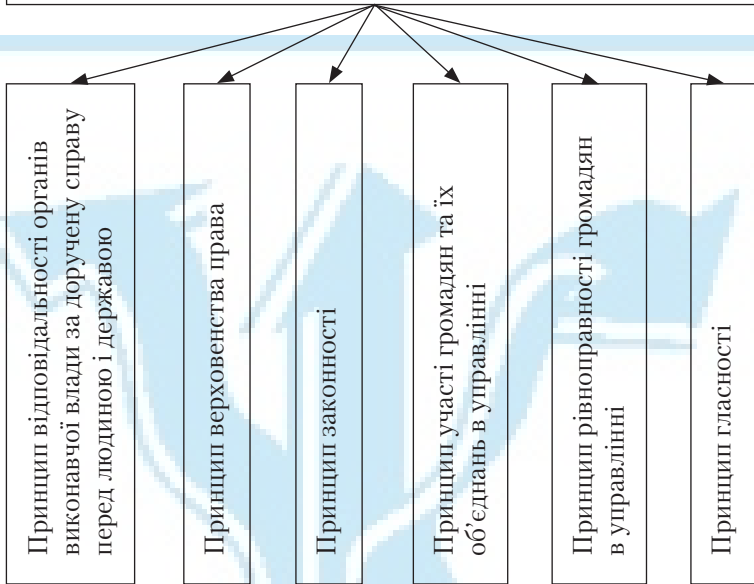 Принцип відповідальності органів
виконавчої влади за доручену справу
перед людиною і державою
Принцип верховенства права
Принцип законності
Принцип участі громадян та їх
об’єднань в управлінні
Принцип рівноправності громадян
в управлінні
Принцип гласності